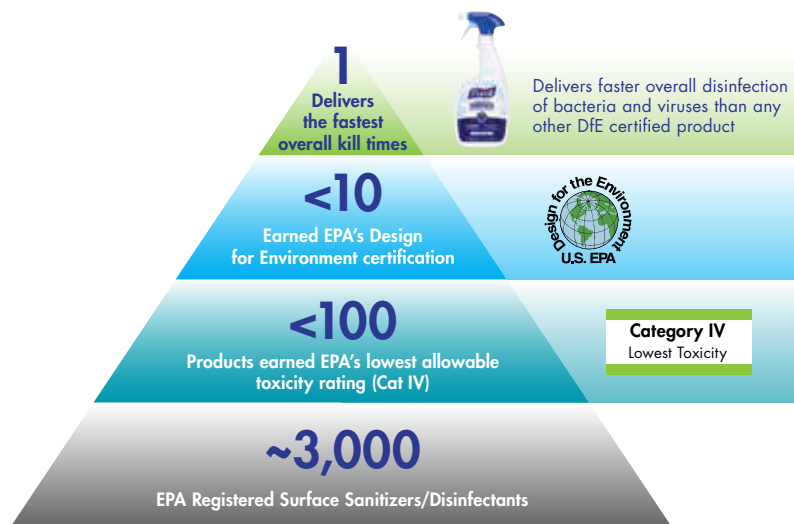 1
Delivers
the fastest
overall kill times
PURELL
Delivers faster overall disinfection
of bacteria and viruses than any
other DfE certified product
<10
Earned EPA's Design
for Environment certification
Design for the Environment
U.S. EPA
<100
Products earned EPA's lowest allowable
toxicity rating (Cat IV)
Category IV
Lowest Toxicity
~3,000
EPA Registered Surface Sanitizers/Disinfectants